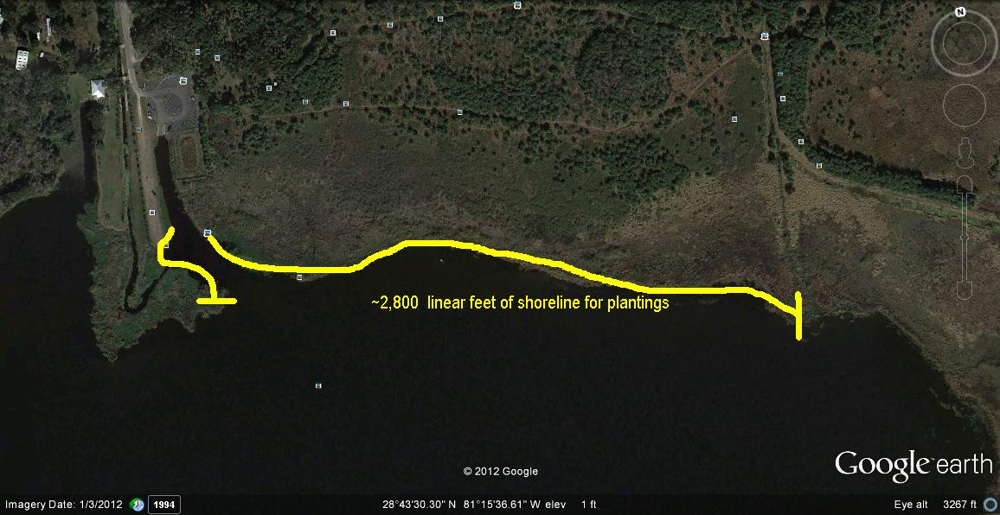 N
~2,800 linear feet of shoreline for plantings
© 2012 Google
Google earth
Imagery Date: 1/3/2012 1994 28°43'30.30" N 81°15'36.61" W elev 1 ft Eye alt 3267 ft